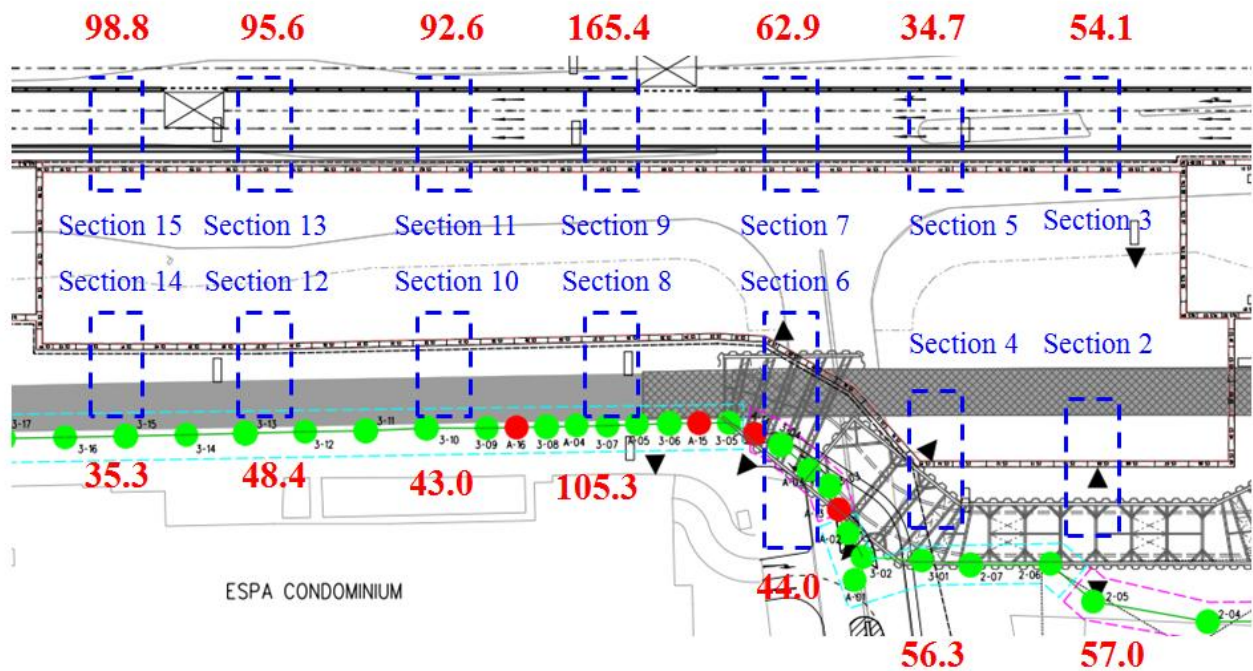 98.8 95.6 92.6 165.4 62.9 34.7 54.1
Section 15 Section 13 Section 11 Section 9 Section 7 Section 5 Section 3
Section 14 Section 12 Section 10 Section 8 Section 6
Section 4 Section 2
3-17 3-16 3-15 3-14 3-13 3-12 3-11 3-10 3-09 A-16 3-08 A-04 3-07 A-05 3-06 A-15 3-05
35.3 48.4 43.0 105.3
A-02
3-02 3-01 2-07 2-06
A-01 2-05 2-04
44.0
ESPA CONDOMINIUM
56.3 57.0